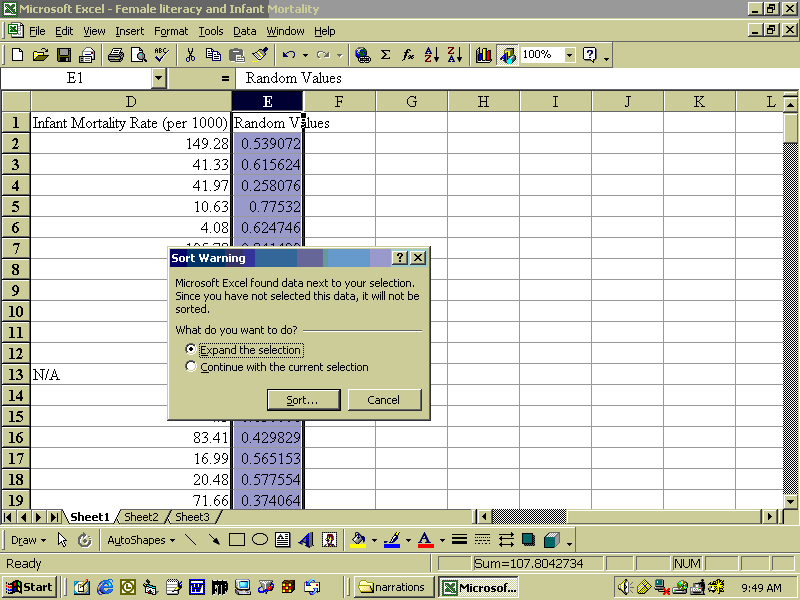 Microsoft Excel - Female literacy and Infant Mortality
File Edit View Insert Format Tools Data Window Help
100%
E1 = Random Values
D E F G H I J K L
1 Infant Mortality Rate (per 1000) Random Values
2 149.28 0.539072
3 41.33 0.615624
4 41.97 0.258076
5 10.63 0.77532
6 4.08 0.624746
7
8
9
10
11
12
13 N/A
14
15
16 83.41 0.429829
17 16.99 0.565153
18 20.48 0.577554
19 71.66 0.374064
Sort Warning
Microsoft Excel found data next to your selection.
Since you have not selected this data, it will not be
sorted.
What do you want to do?
Expand the selection
Continue with the current selection
Sort... Cancel
Sheet1 Sheet2 Sheet3
Draw AutoShapes
Ready Sum=107.8042734 NUM
Start narrations Microsof... 9:49 AM